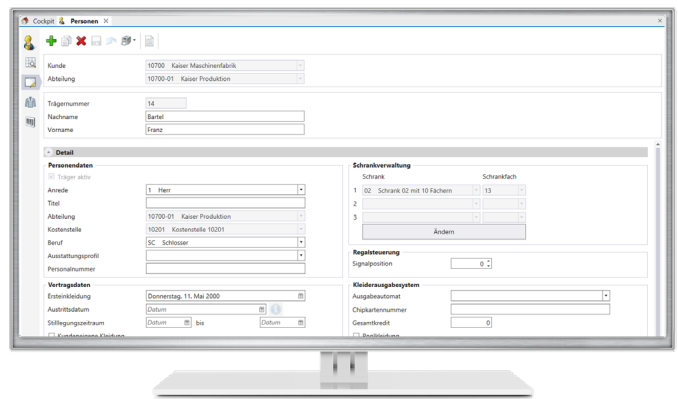 Cockpit Personen
Kunde 10700 Kaiser Maschinenfabrik
Abteilung 10700-01 Kaiser Produktion
Trägernummer 14
Nachname Bartel
Vorname Franz
Detail
Personendaten
Träger aktiv
Anrede 1 Herr
Titel
Abteilung 10700-01 Kaiser Produktion
Kostenstelle 10201 Kostenstelle 10201
Beruf SC Schlosser
Ausstattungsprofil
Personalnummer
Schrankverwaltung
Schrank Schrankfach
1 02 Schrank 02 mit 10 Fächern 13
2
3
Ändern
Regalsteuerung
Signalposition 0
Vertragsdaten
Ersteinkleidung Donnerstag, 11. Mai 2000
Austrittsdatum Datum
Stilllegungszeitraum Datum bis Datum
Kundeneigene Kleidung
Kleiderausgabesystem
Ausgabeautomat
Chipkartennummer
Gesamtkredit 0